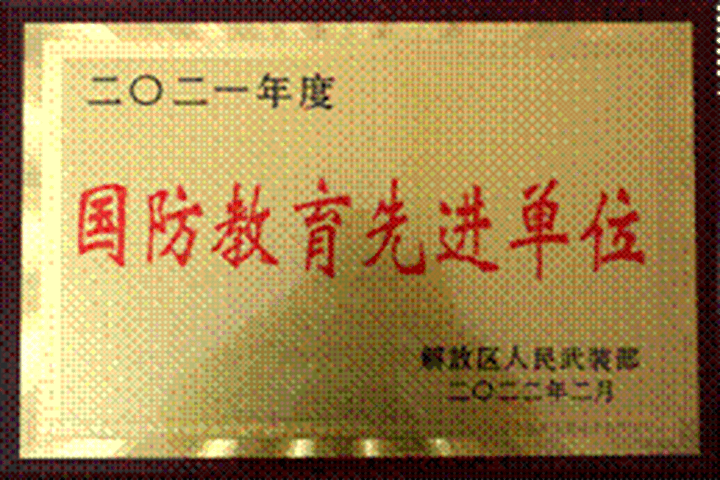 二〇二一年度
国防教育先进单位
解放区人民武装部
二〇二二年二月